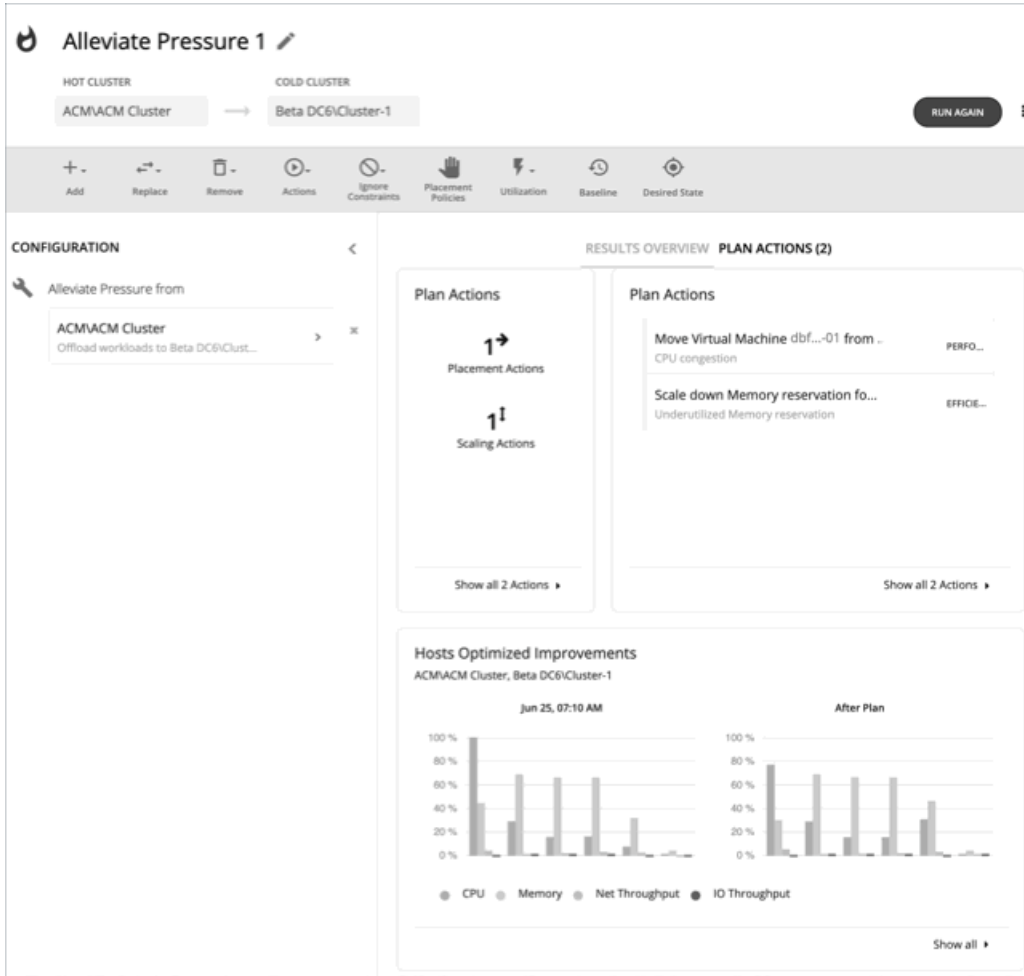 Alleviate Pressure 1
HOT CLUSTER
COLD CLUSTER
ACM\ACM Cluster
Beta DC6\Cluster-1
RUN AGAIN
Add
Replace
Remove
Actions
Ignore
Constraints
Placement
Policies
Utilization
Baseline
Desired State
CONFIGURATION
Alleviate Pressure from
ACM\ACM Cluster
Offload workloads to Beta DC6\Clust...
RESULTS OVERVIEW
PLAN ACTIONS (2)
Plan Actions
1
Placement Actions
1
Scaling Actions
Show all 2 Actions
Plan Actions
Move Virtual Machine dbf...-01 from ..
CPU congestion
PERFO...
Scale down Memory reservation fo...
Underutilized Memory reservation
EFFICIE...
Show all 2 Actions
Hosts Optimized Improvements
ACM\ACM Cluster, Beta DC6\Cluster-1
Jun 25, 07:10 AM
100 %
80 %
60 %
40 %
20 %
0 %
After Plan
100 %
80 %
60 %
40 %
20 %
0 %
CPU
Memory
Net Throughput
IO Throughput
Show all